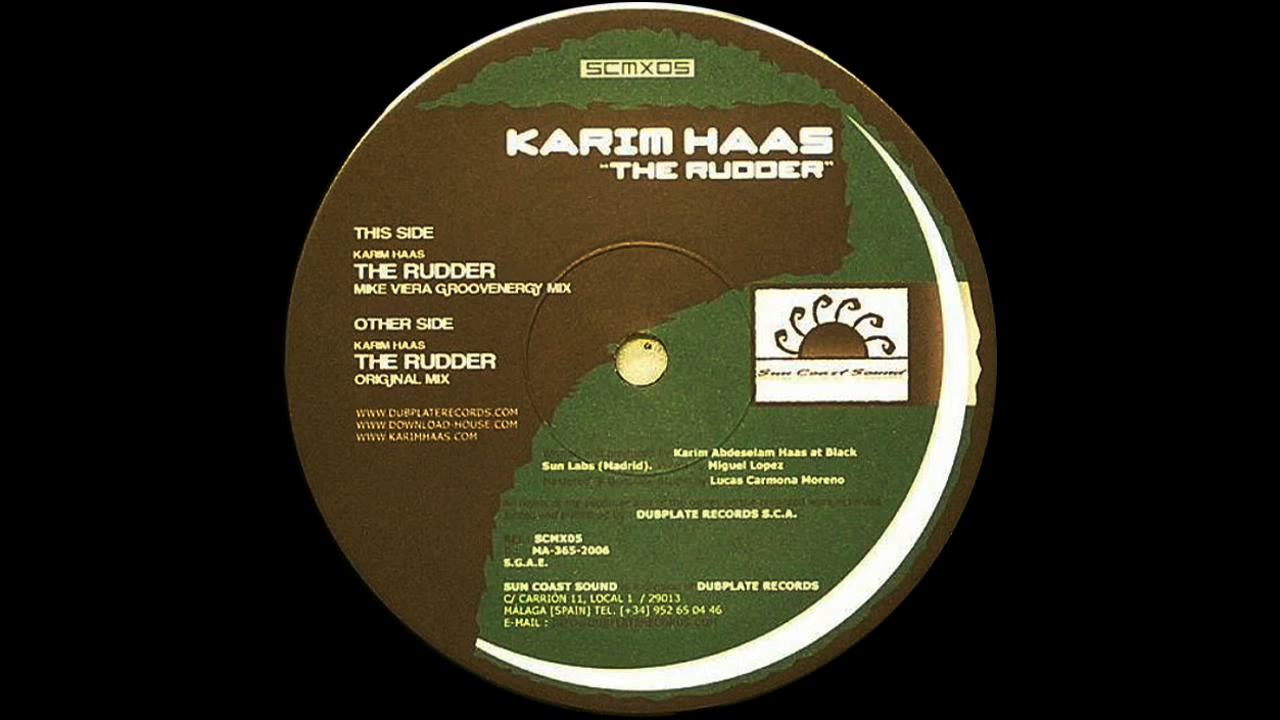 SCMX05
KARIM HAAS
"THE RUDDER"
THIS SIDE
KARIM HAAS
THE RUDDER
MIKE VIERA GROOVENERGY MIX
OTHER SIDE
KARIM HAAS
THE RUDDER
ORIGINAL MIX
WWW.DUBPLATERECORDS.COM
WWW.DOWNLOAD-HOUSE.COM
WWW.KARIMHAAS.COM
Sun Coast Sound
Karim Abdeselam Haas at Black
Sun Labs (Madrid). Miguel Lopez
Lucas Carmona Moreno
DUBPLATE RECORDS S.C.A.
SCMX05
MA-365-2006
S.G.A.E.
SUN COAST SOUND DUBPLATE RECORDS
C/ CARRIÓN 11, LOCAL 1 / 29013
MÁLAGA [SPAIN] TEL. [+34] 952 65 04 46
E-MAIL :